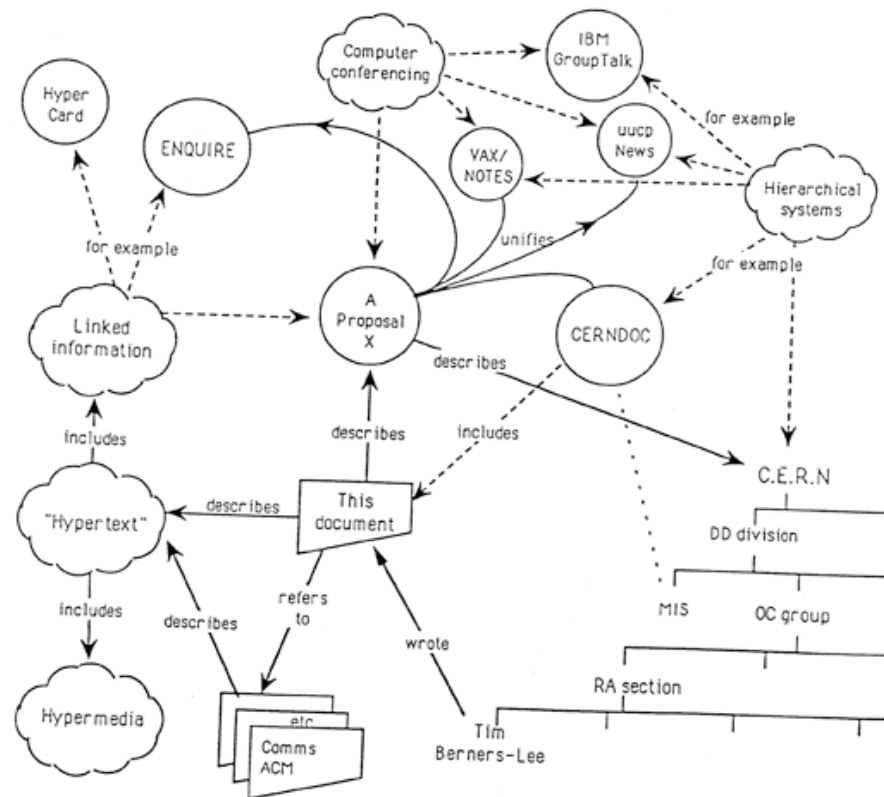 IBM
GroupTalk
Computer
conferencing
Hyper
Card
for example
uucp
News
ENQUIRE
VAX/
NOTES
Hierarchical
systems
unifies
for example
for example
A
Proposal
X
Linked
information
CERNDOC
describes
includes
describes
includes
C.E.R.N
This
document
describes
"Hypertext"
DD division
refers
to
includes
describes
MIS
OC group
wrote
RA section
Hypermedia
etc
Tim
Berners-Lee
Comms
ACM